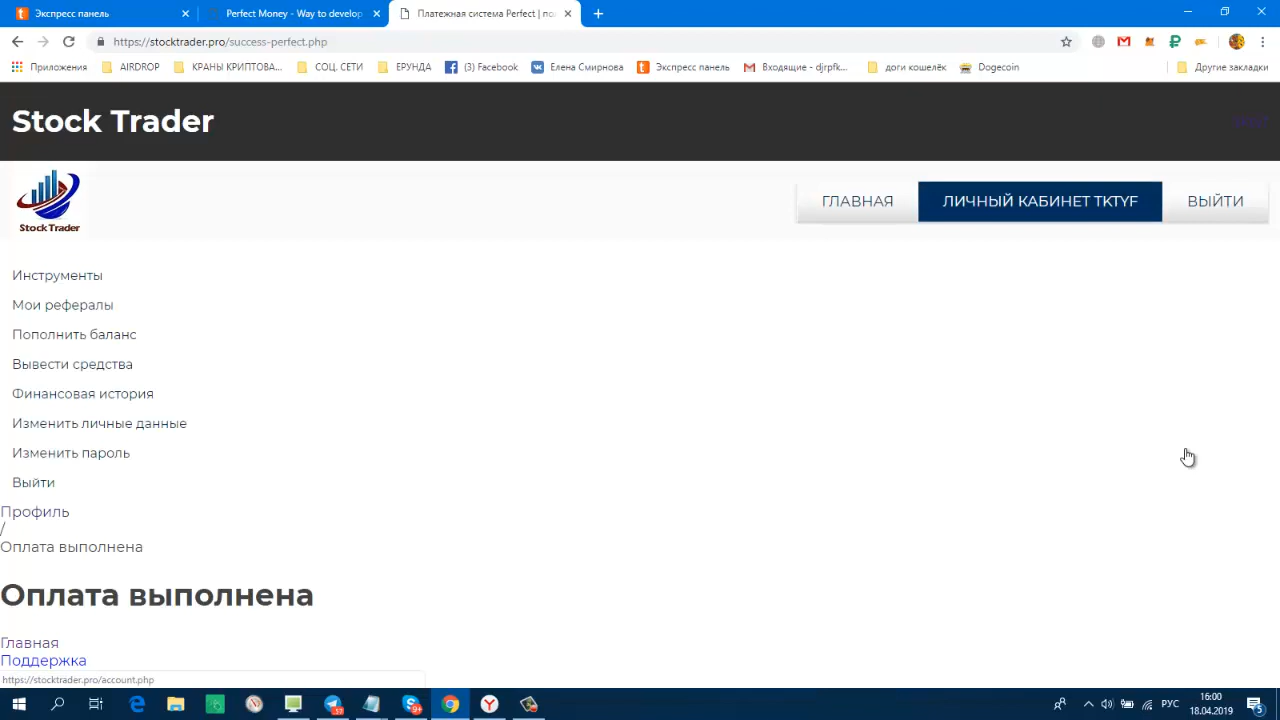 Экспресс панель
Perfect Money - Way to develop
Платежная система Perfect | по
https://stocktrader.pro/success-perfect.php
Приложения
AIRDROP
КРАНЫ КРИПТОВА...
СОЦ. СЕТИ
ЕРУНДА
(3) Facebook
Елена Смирнова
Экспресс панель
Входящие - djrpfk...
доги кошелёк
Dogecoin
Другие закладки
Stock Trader
Stock Trader
ГЛАВНАЯ
ЛИЧНЫЙ КАБИНЕТ TKTYF
ВЫЙТИ
Инструменты
Мои рефералы
Пополнить баланс
Вывести средства
Финансовая история
Изменить личные данные
Изменить пароль
Выйти
Профиль
/
Оплата выполнена
Оплата выполнена
Главная
Поддержка
https://stocktrader.pro/account.php
РУС
16:00
18.04.2019